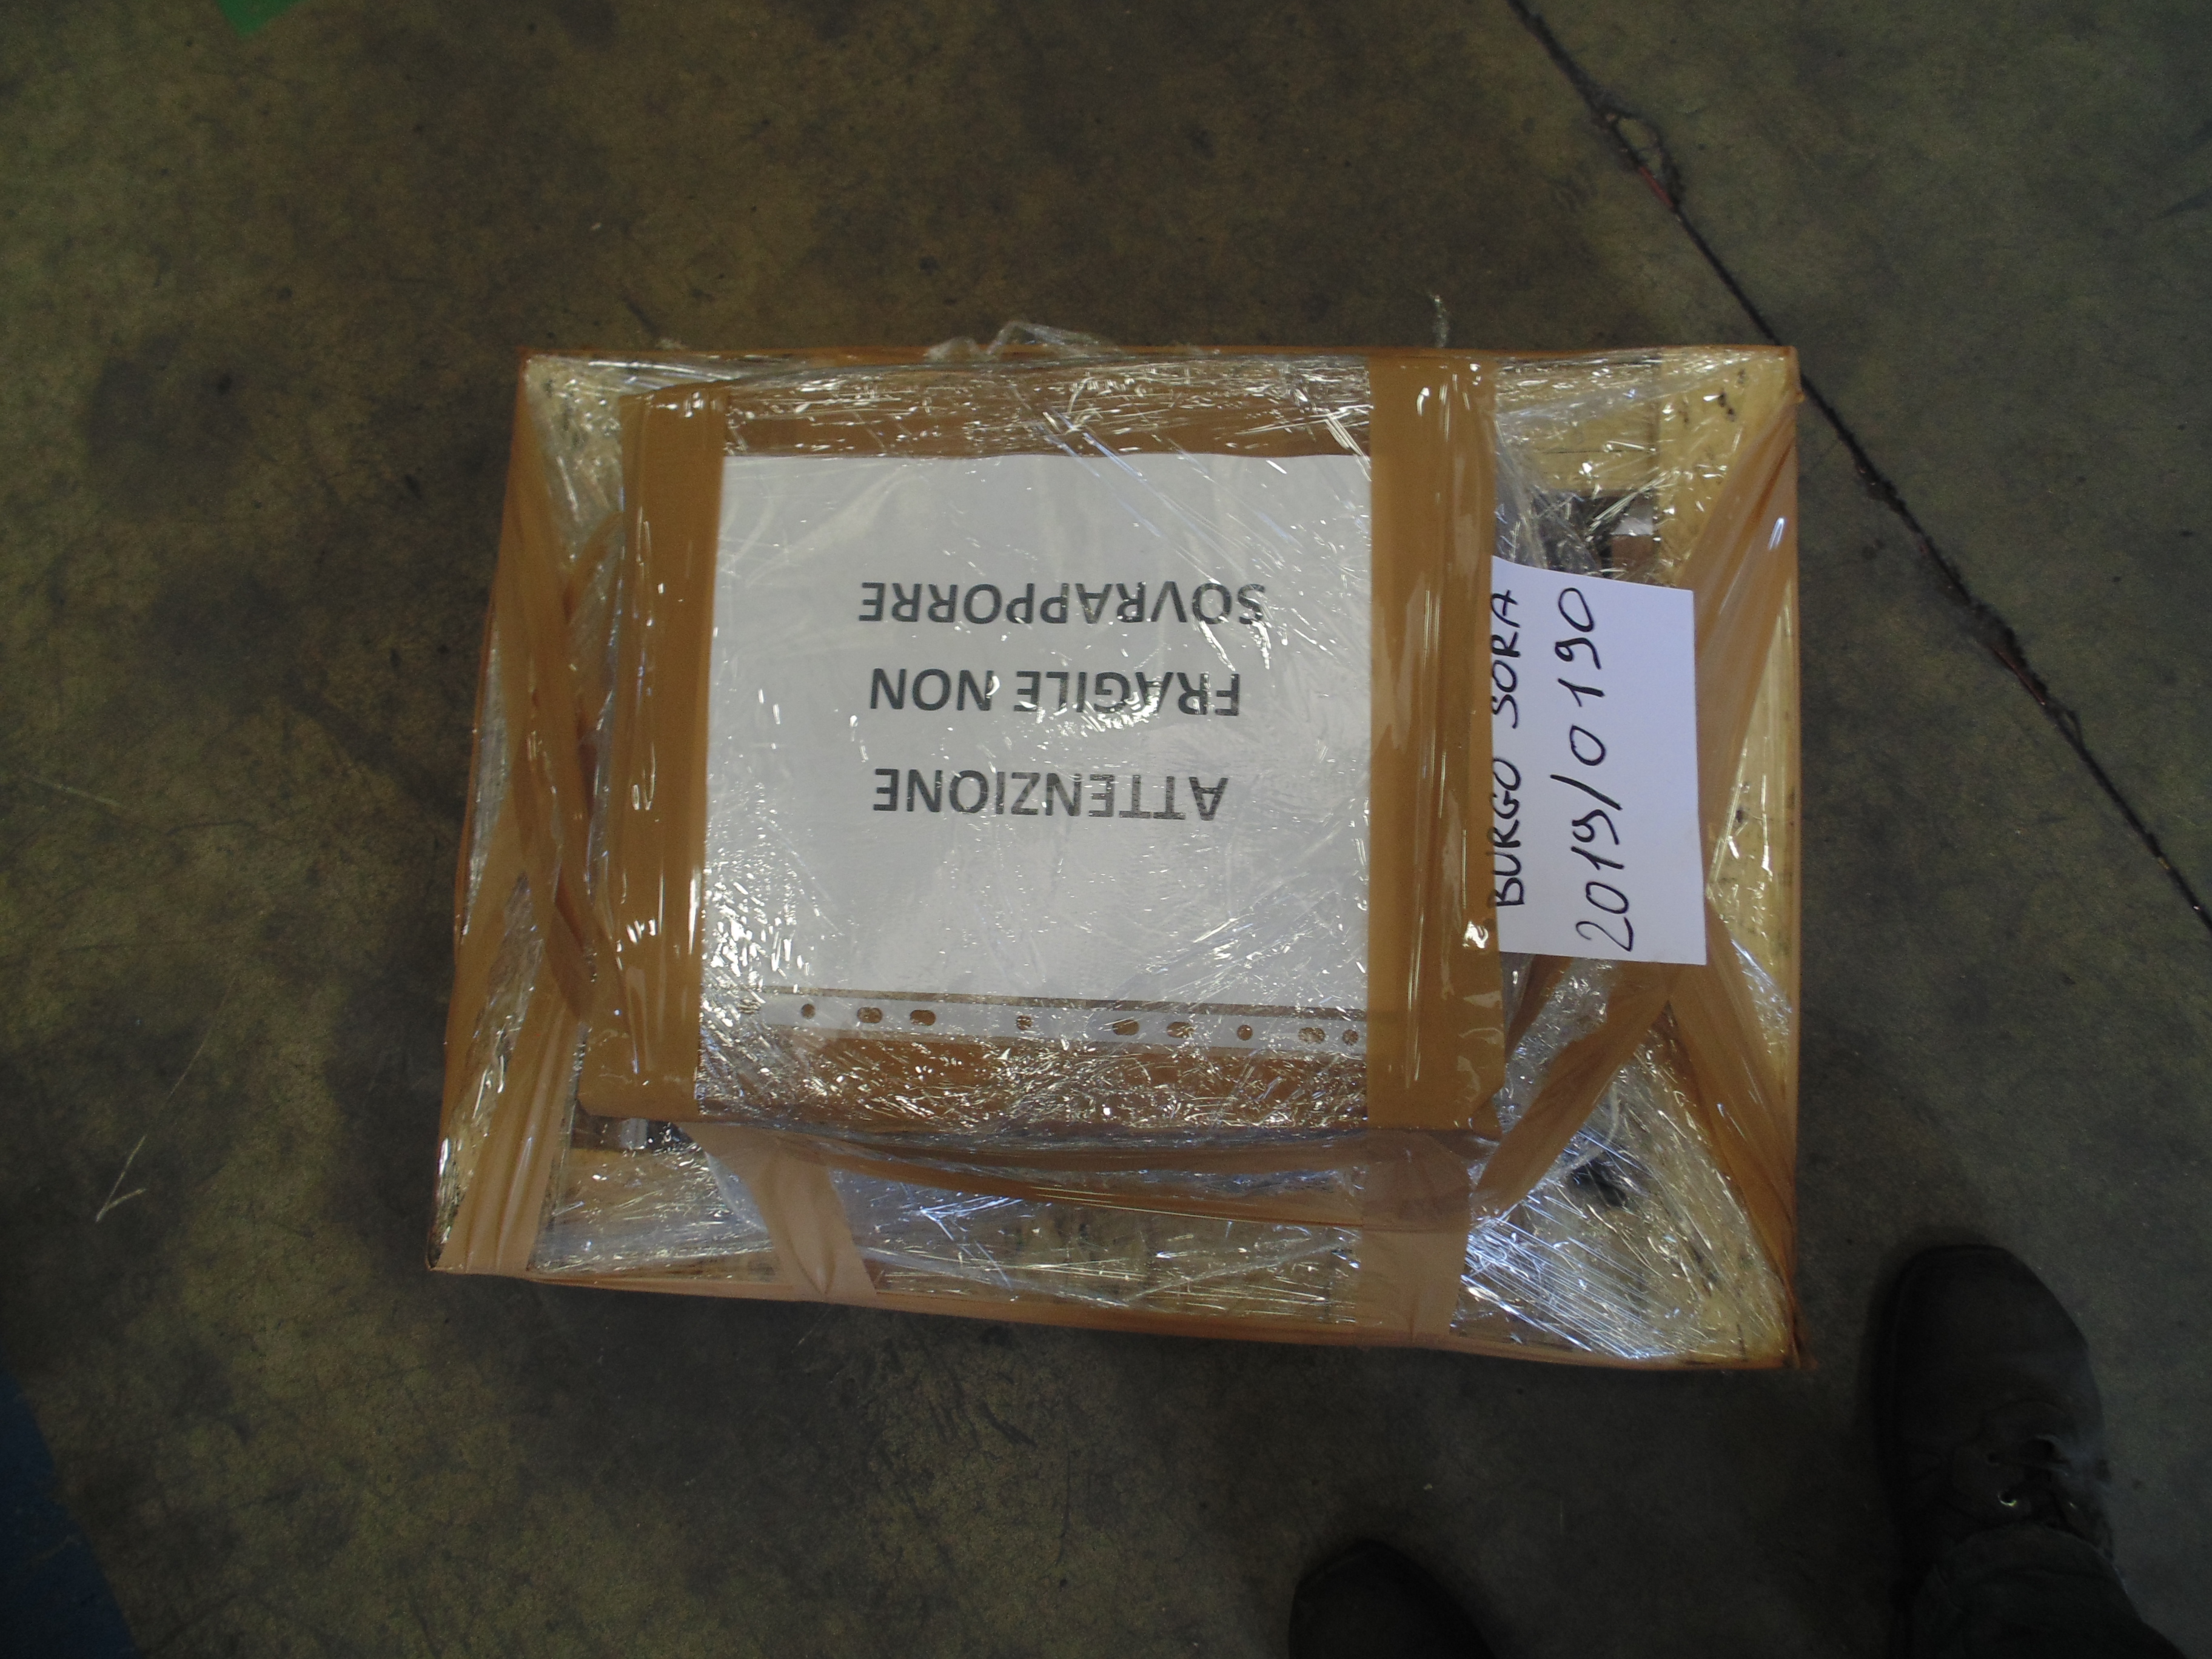 ATTENZIONE
FRAGILE NON
SOVRAPPORRE
BURGO SORA
2019/0190